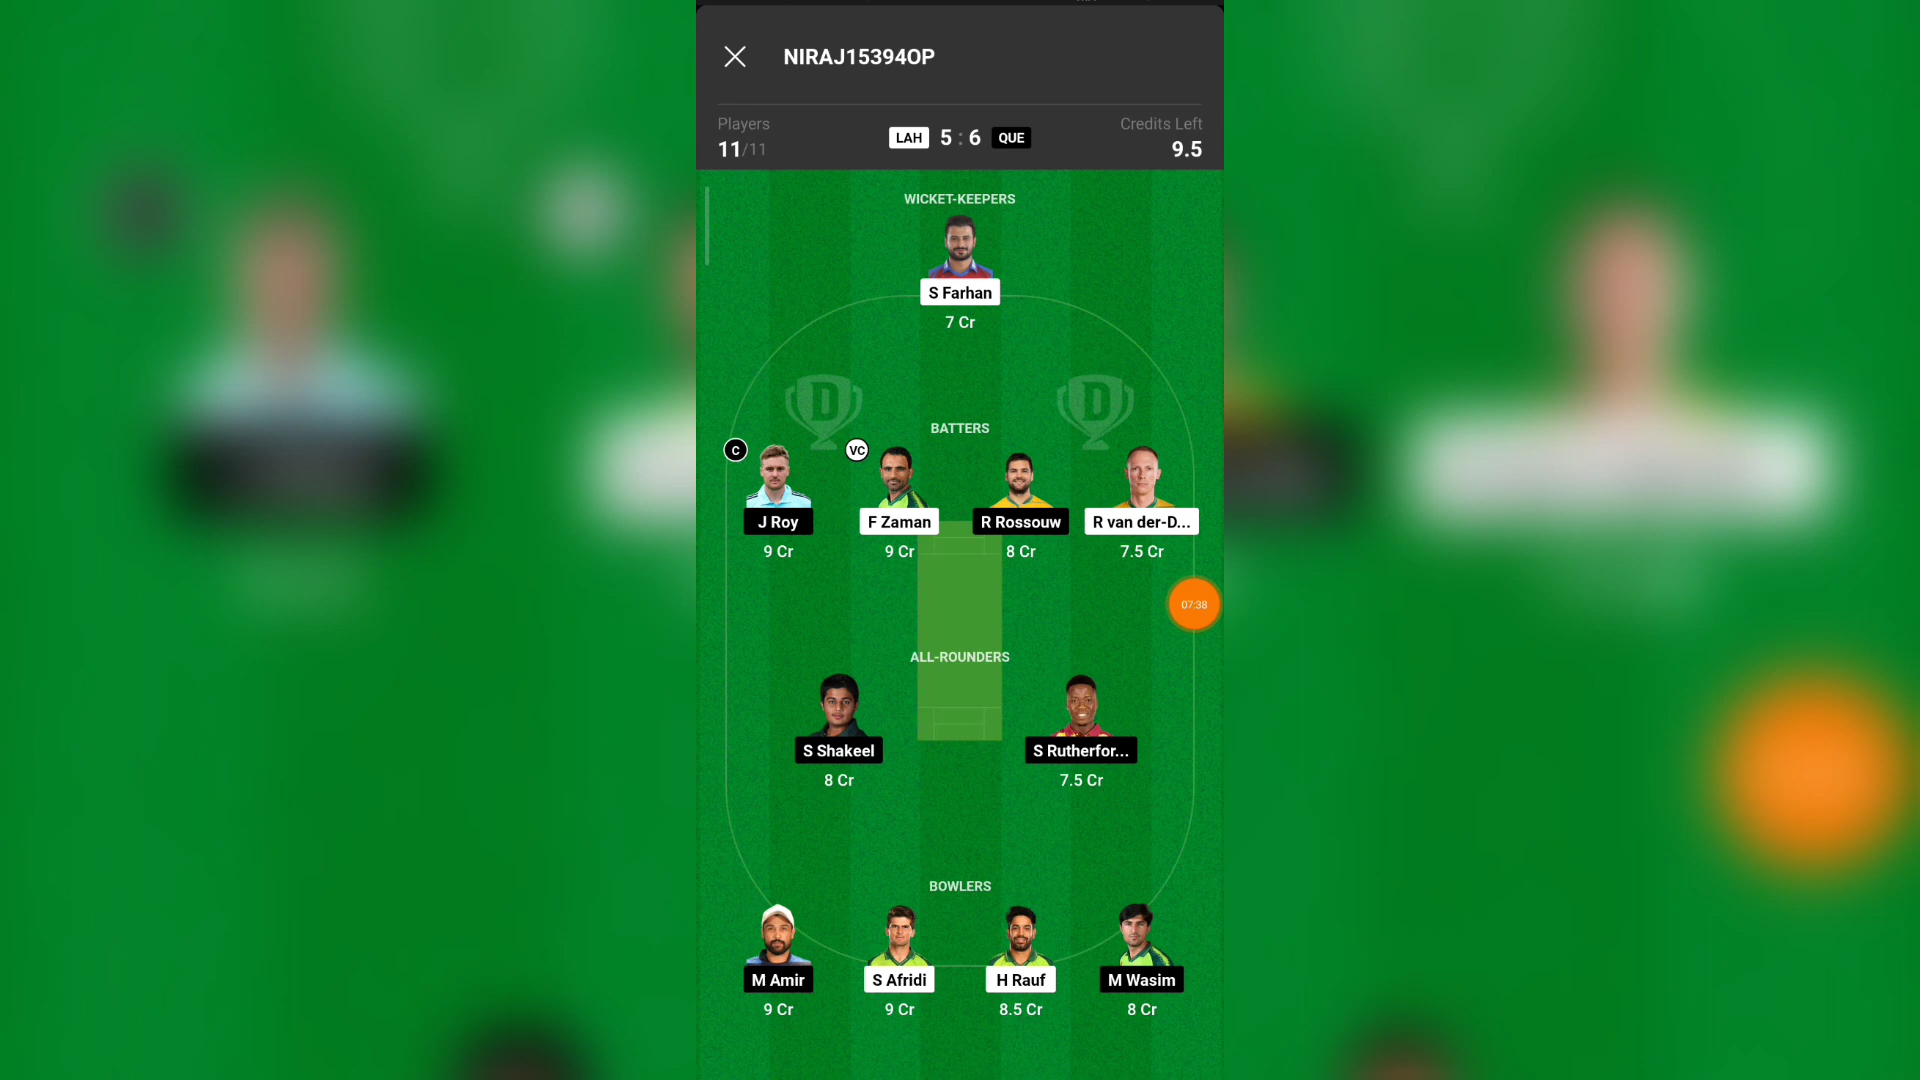 NIRAJ15394OP
Players
11/11
LAH 5 : 6 QUE
Credits Left
9.5
WICKET-KEEPERS
S Farhan
7 Cr
D D
BATTERS
C VC
J Roy F Zaman R Rossouw R van der-D...
9 Cr 9 Cr 8 Cr 7.5 Cr
07:38
ALL-ROUNDERS
S Shakeel S Rutherfor...
8 Cr 7.5 Cr
BOWLERS
M Amir S Afridi H Rauf M Wasim
9 Cr 9 Cr 8.5 Cr 8 Cr